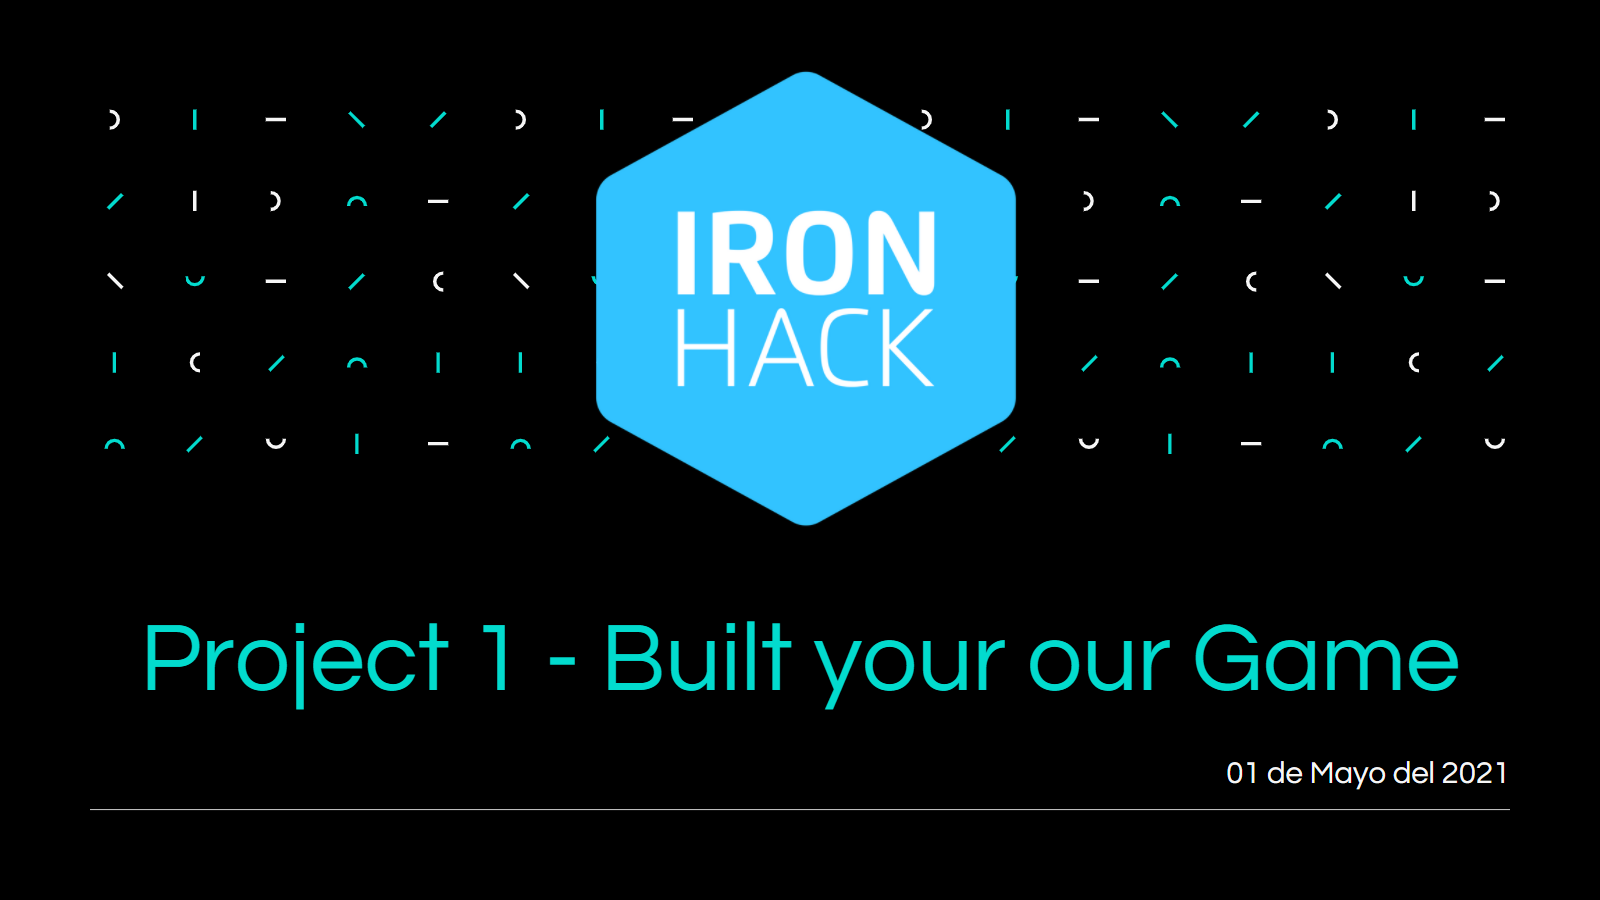 IRON
HACK
Project 1 - Built your our Game
01 de Mayo del 2021